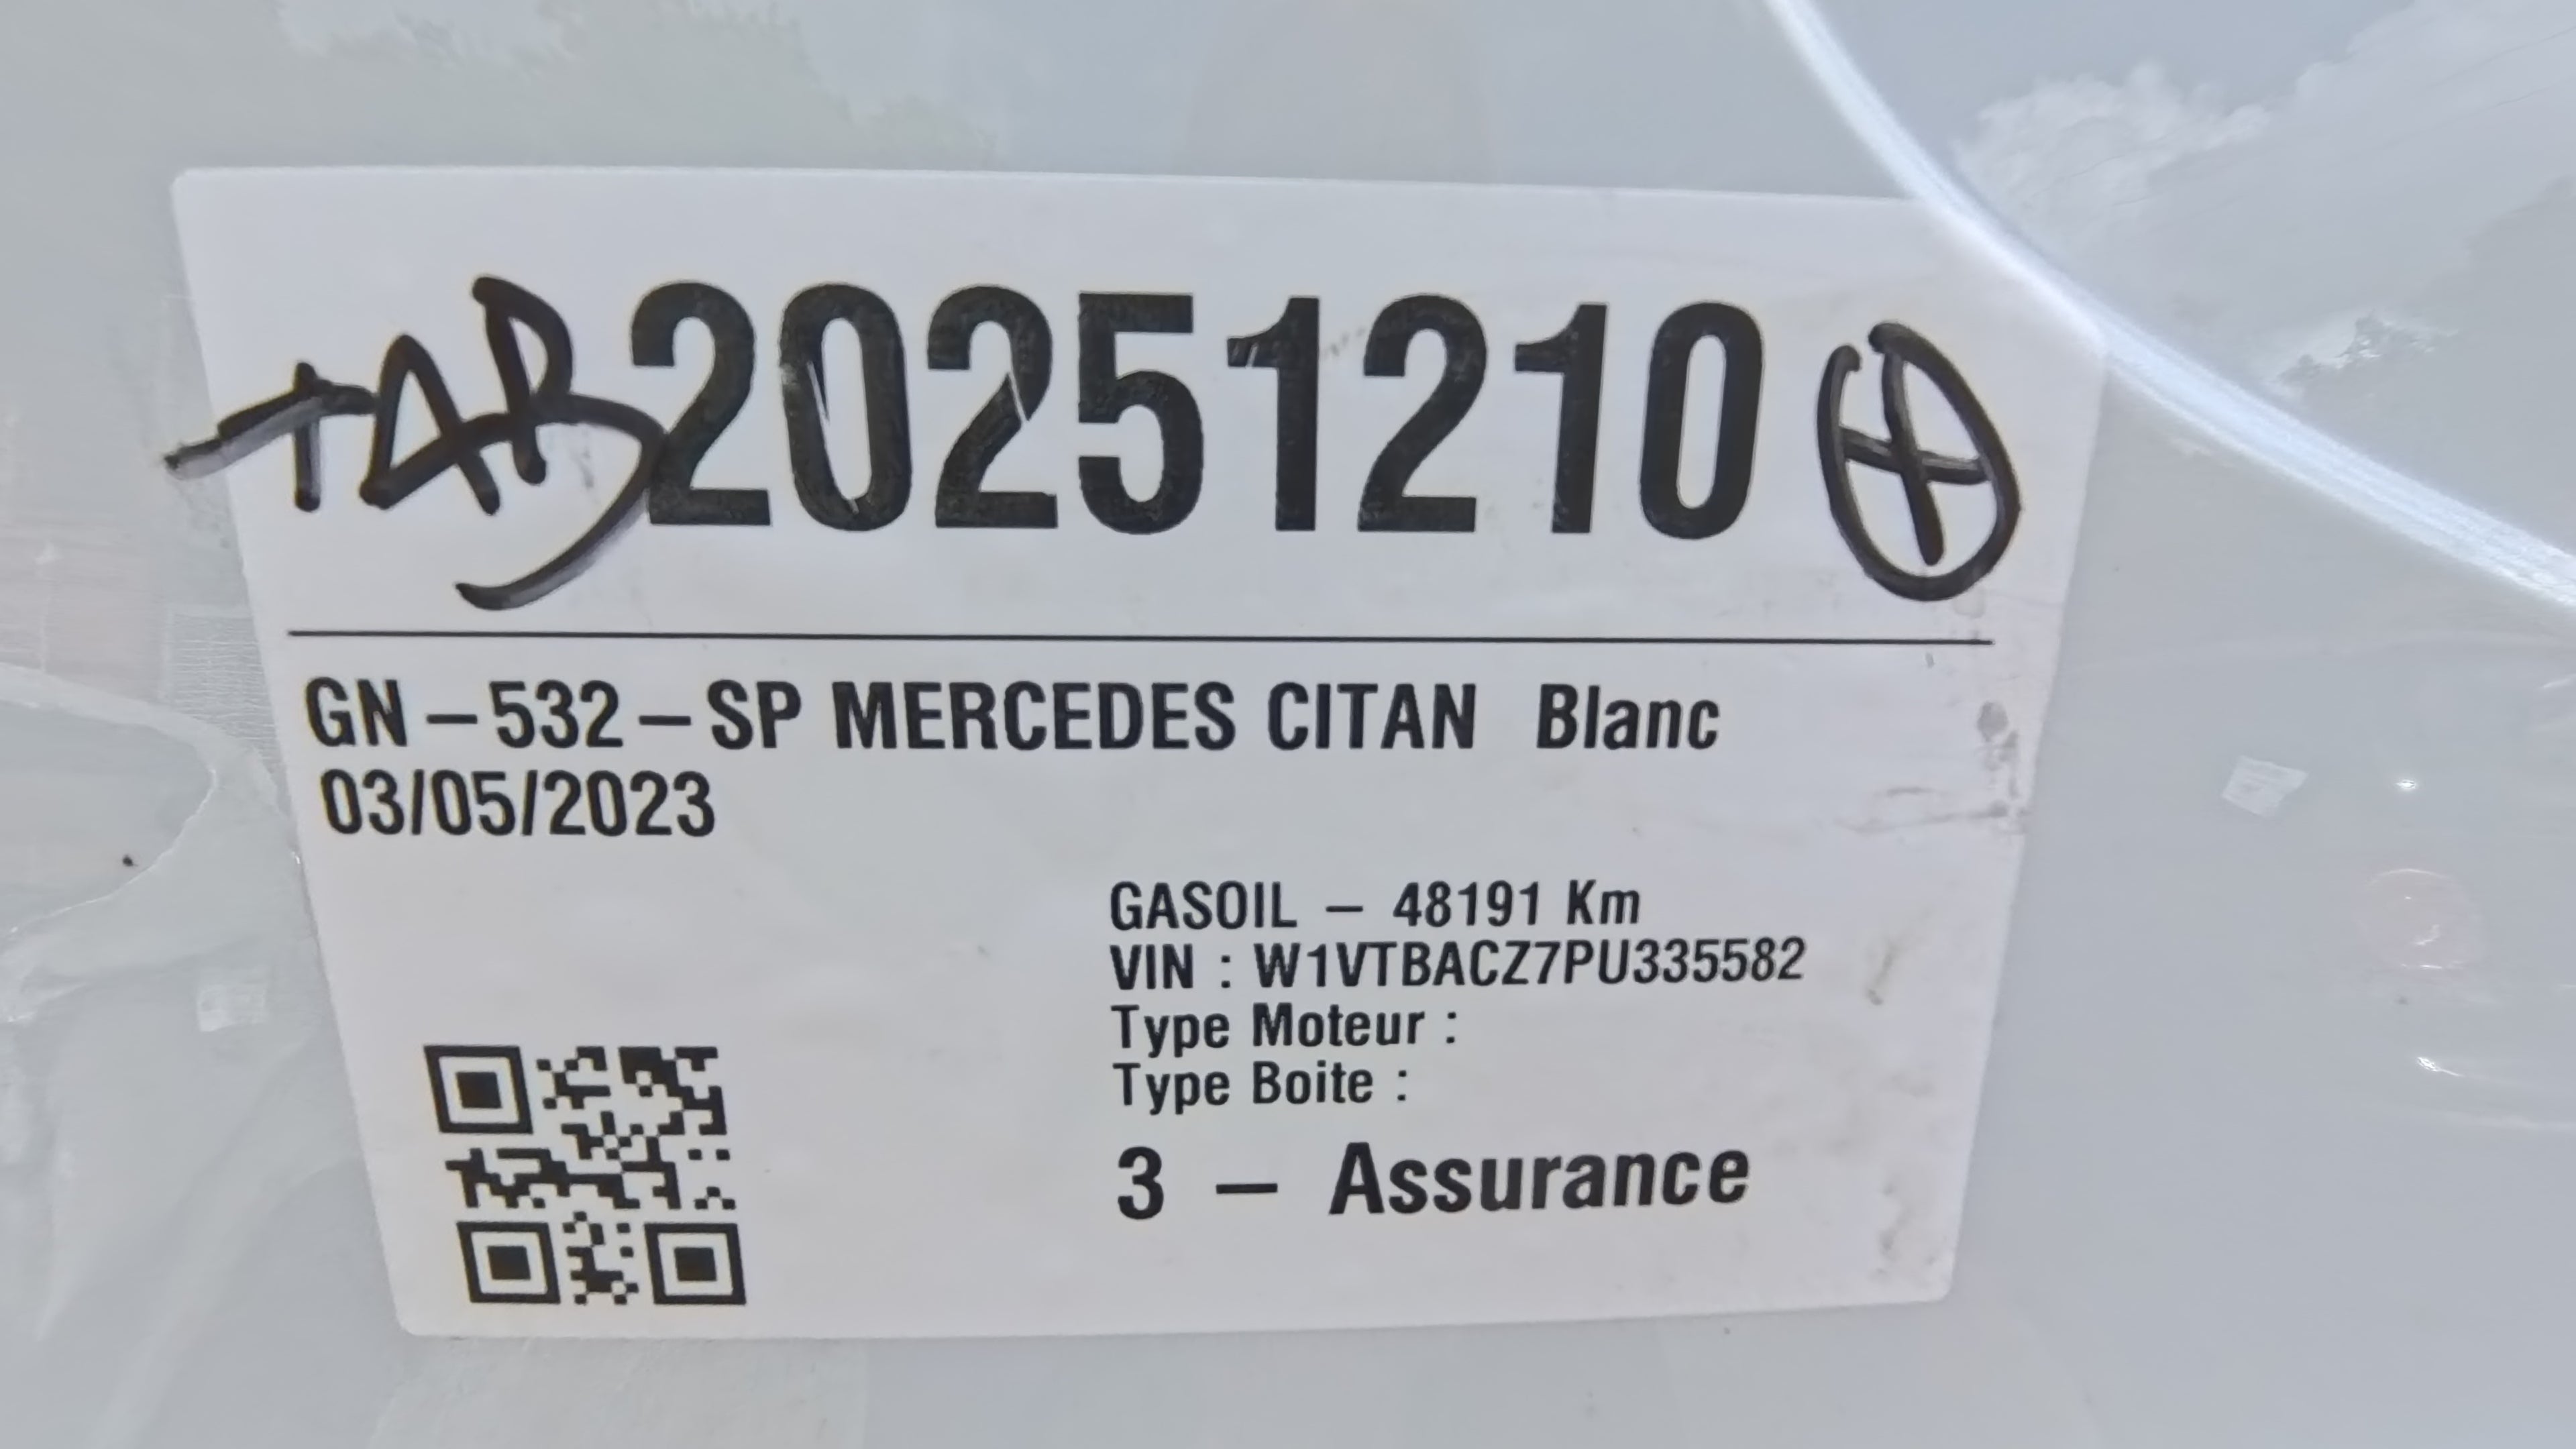 TAB 20251210
GN-532-SP MERCEDES CITAN Blanc
03/05/2023
GASOIL - 48191 Km
VIN : W1VTBACZ7PU335582
Type Moteur :
Type Boite :
3 - Assurance